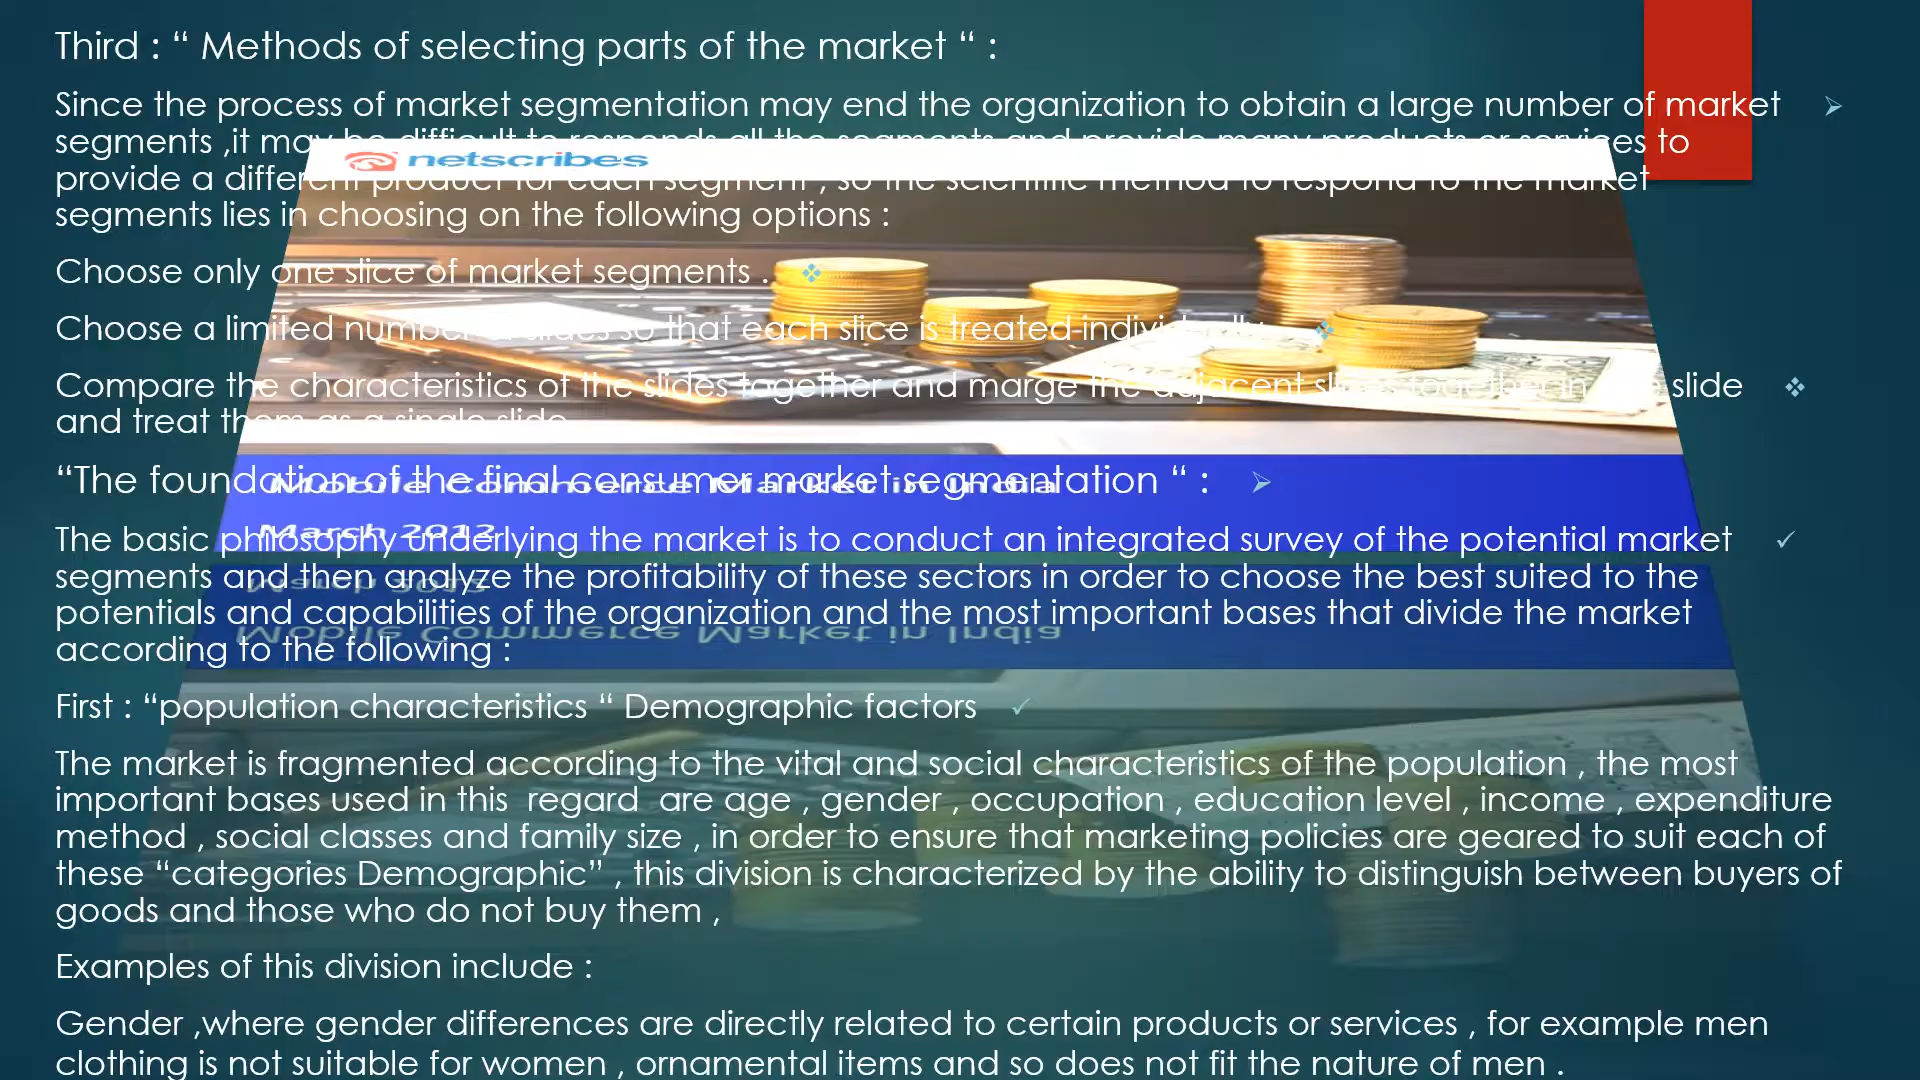 Third : “ Methods of selecting parts of the market “ :
Since the process of market segmentation may end the organization to obtain a large number of market
segments ,it may be difficult to responds all the segments and provide many products or services to
provide a different product for each segment , so the scientific method to respond to the market
segments lies in choosing on the following options :
netscribes
Choose only one slice of market segments .
Choose a limited number of slides so that each slice is treated individually
Compare the characteristics of the slides together and marge the adjacent slides together in slide
and treat them as a single slide
“The foundation of the final consumer market segmentation “ :
Mobile Commerce Market in India
March 2012
The basic philosophy underlying the market is to conduct an integrated survey of the potential market
segments and then analyze the profitability of these sectors in order to choose the best suited to the
potentials and capabilities of the organization and the most important bases that divide the market
according to the following :
First : “population characteristics “ Demographic factors
The market is fragmented according to the vital and social characteristics of the population , the most
important bases used in this regard are age , gender , occupation , education level , income , expenditure
method , social classes and family size , in order to ensure that marketing policies are geared to suit each of
these “categories Demographic” , this division is characterized by the ability to distinguish between buyers of
goods and those who do not buy them ,
Examples of this division include :
Gender ,where gender differences are directly related to certain products or services , for example men
clothing is not suitable for women , ornamental items and so does not fit the nature of men .